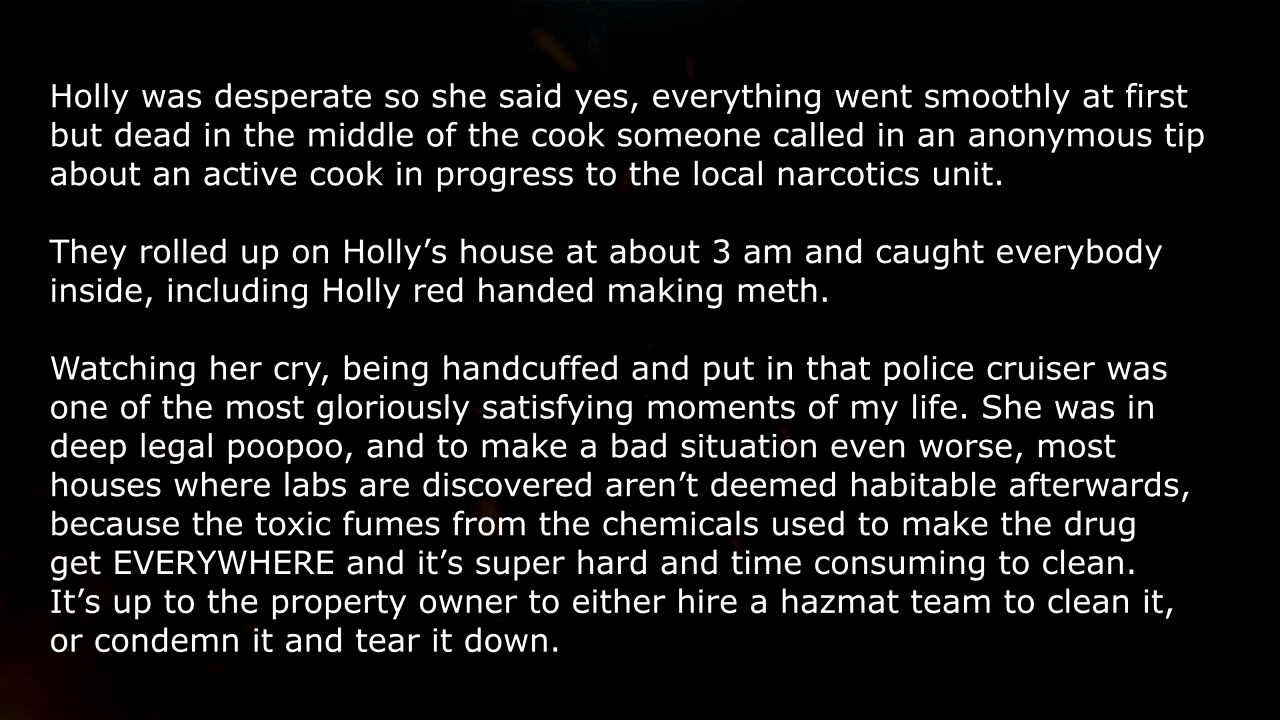 Holly was desperate so she said yes, everything went smoothly at first
but dead in the middle of the cook someone called in an anonymous tip
about an active cook in progress to the local narcotics unit.
They rolled up on Holly’s house at about 3 am and caught everybody
inside, including Holly red handed making meth.
Watching her cry, being handcuffed and put in that police cruiser was
one of the most gloriously satisfying moments of my life. She was in
deep legal poopoo, and to make a bad situation even worse, most
houses where labs are discovered aren’t deemed habitable afterwards,
because the toxic fumes from the chemicals used to make the drug
get EVERYWHERE and it’s super hard and time consuming to clean.
It’s up to the property owner to either hire a hazmat team to clean it,
or condemn it and tear it down.